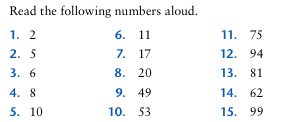 Read the following numbers aloud.
1. 2 6. 11 11. 75
2. 5 7. 17 12. 94
3. 6 8. 20 13. 81
4. 8 9. 49 14. 62
5. 10 10. 53 15. 99